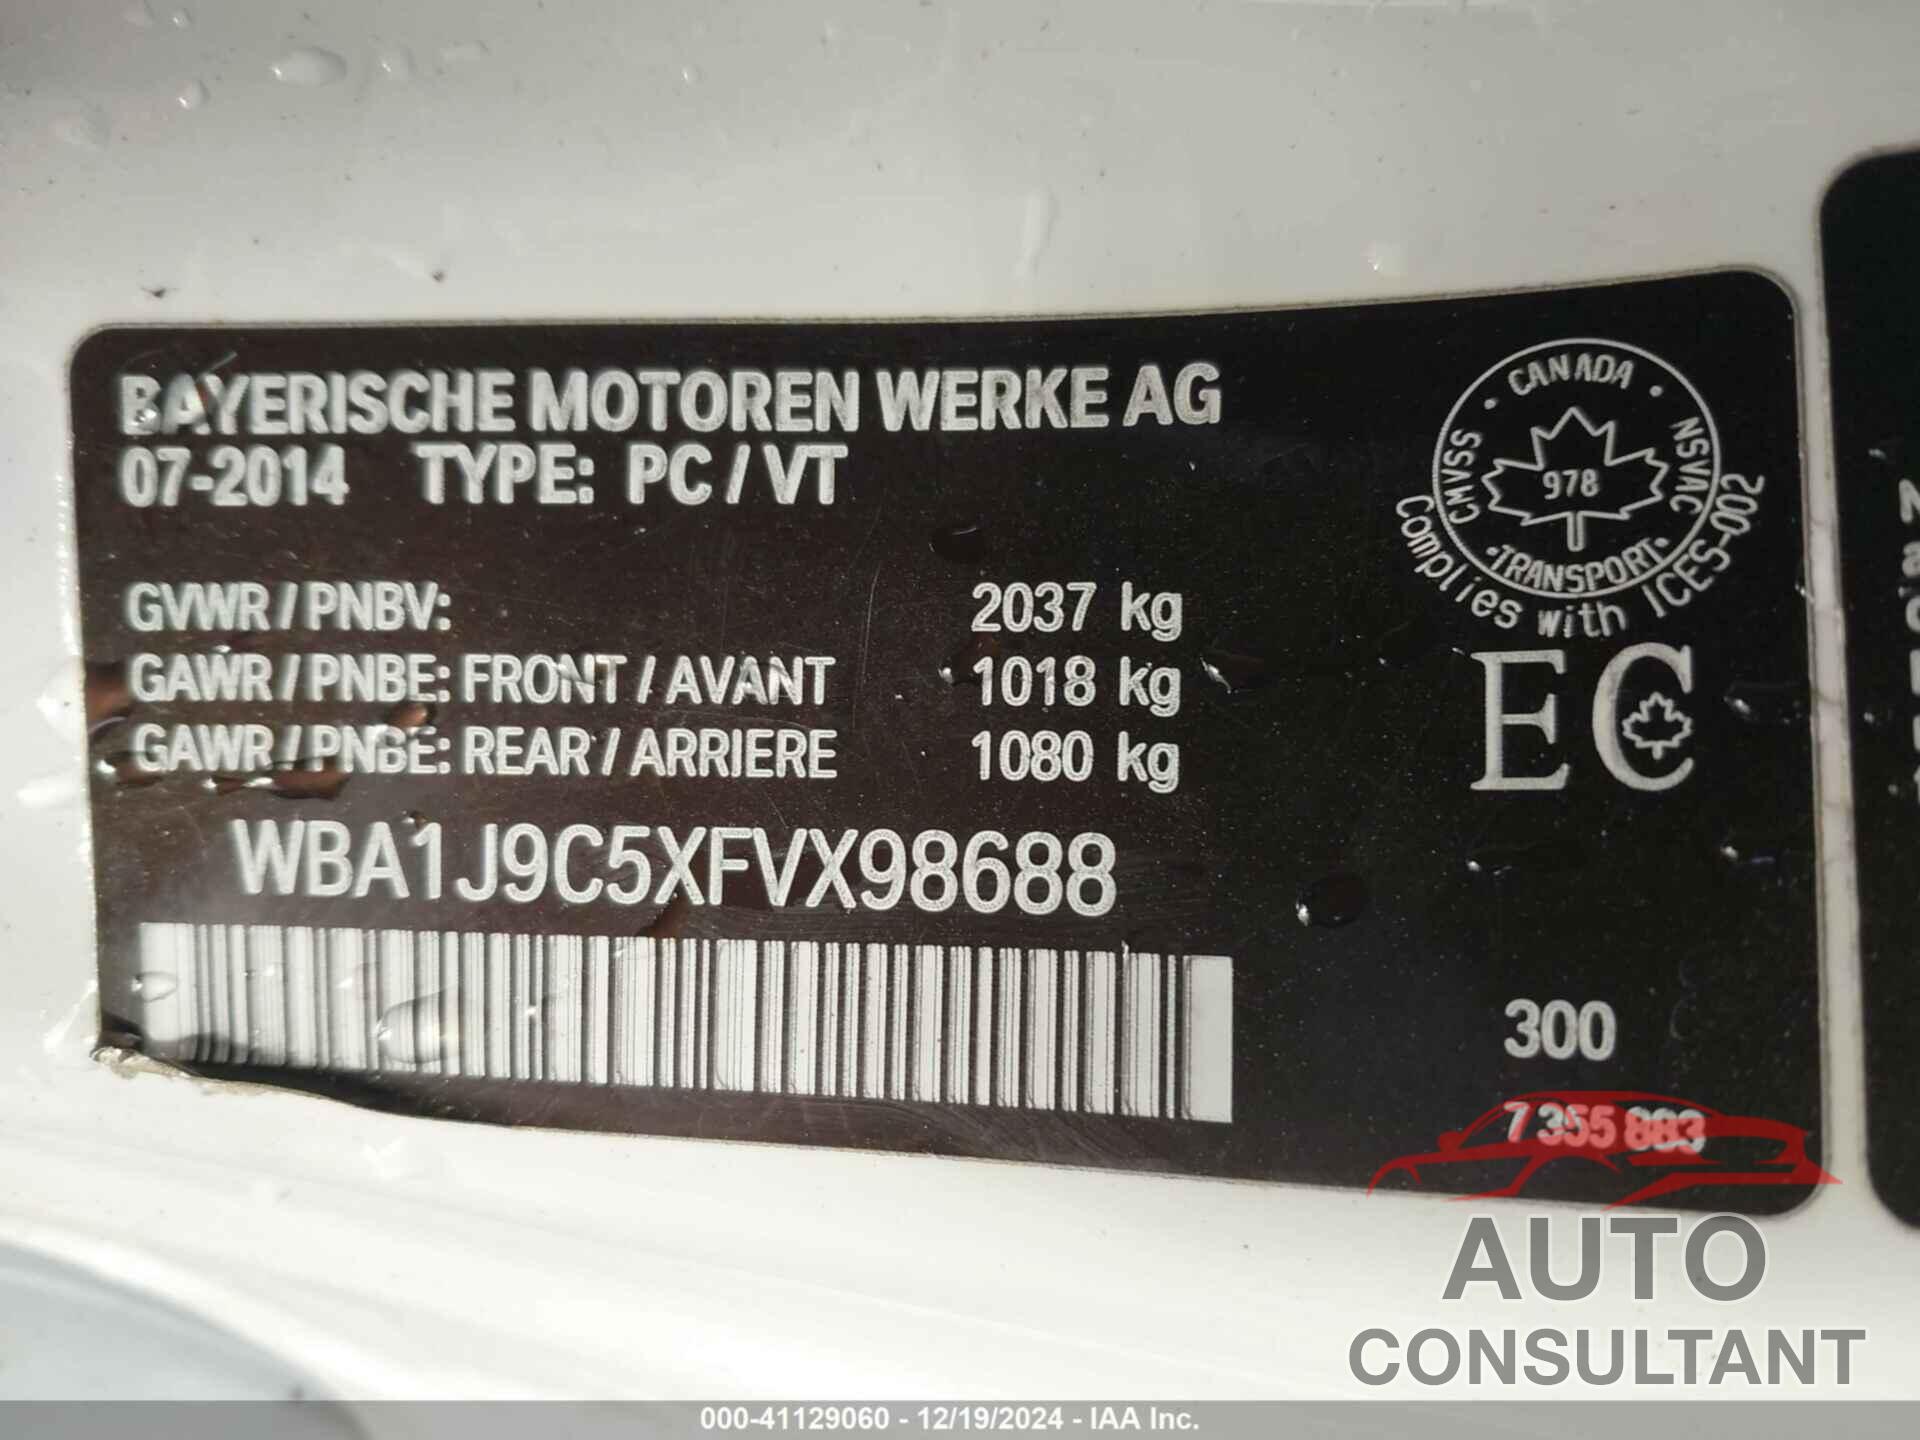 BAYERISCHE MOTOREN WERKE AG
07-2014 TYPE: PC / VT
GVWR / PNBV: 2037 kg
GAWR / PNBE: FRONT / AVANT 1018 kg
GAWR / PNBE: REAR / ARRIERE 1080 kg
WBA1J9C5XFVX98688
CANADA
CMVSS
NSVAC
978
TRANSPORT
Complies with ICES-002
EC
300
7 355 883
AUTO
CONSULTANT
000-41129060 - 12/19/2024 - IAA Inc.